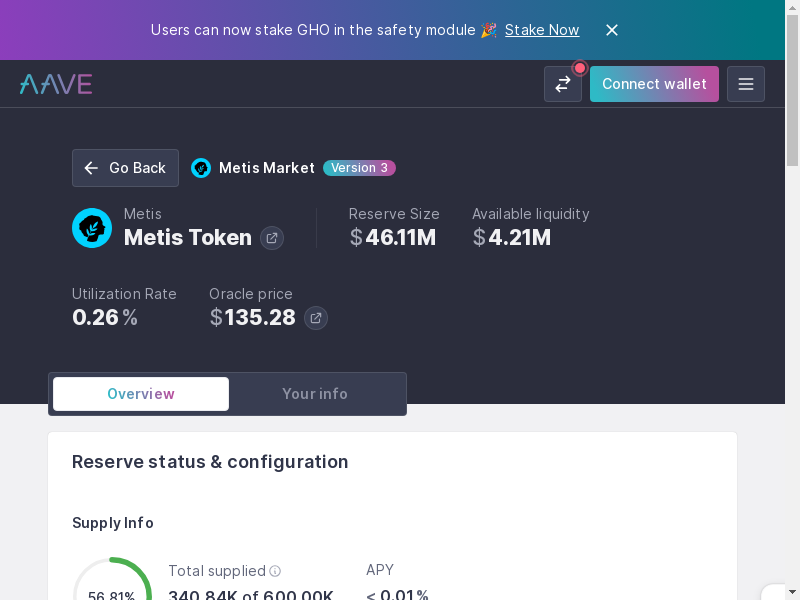 Users can now stake GHO in the safety module 🎉 Stake Now
AAVE
Connect wallet
Go Back
Metis Market
Version 3
Metis
Metis Token
Reserve Size
$46.11M
Available liquidity
$4.21M
Utilization Rate
0.26%
Oracle price
$135.28
Overview
Your info
Reserve status & configuration
Supply Info
56.81%
Total supplied
340.84K of 600.00K
APY
< 0.01%